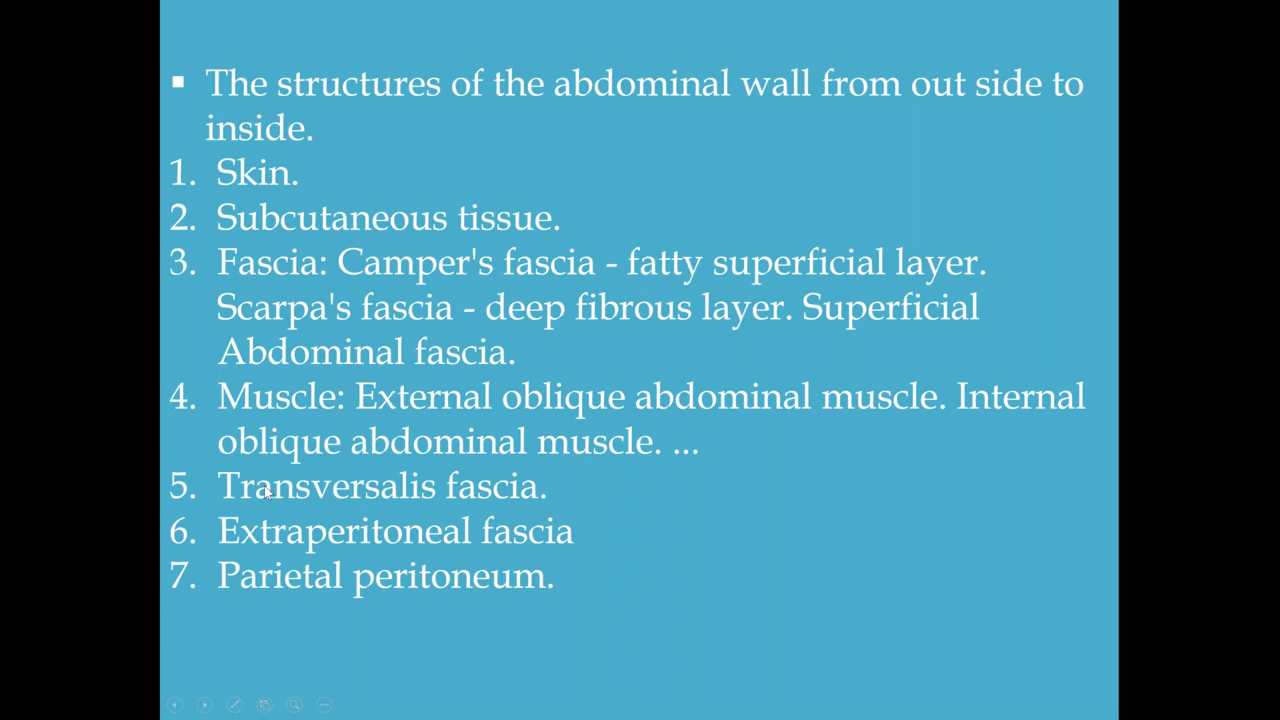 ▪ The structures of the abdominal wall from out side to
inside.
1. Skin.
2. Subcutaneous tissue.
3. Fascia: Camper's fascia - fatty superficial layer.
Scarpa's fascia - deep fibrous layer. Superficial
Abdominal fascia.
4. Muscle: External oblique abdominal muscle. Internal
oblique abdominal muscle. ...
5. Transversalis fascia.
6. Extraperitoneal fascia
7. Parietal peritoneum.